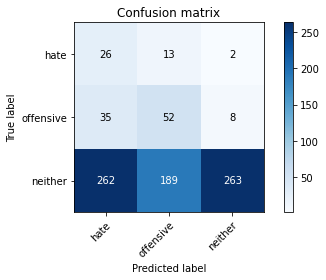 Confusion matrix
hate 26 13 2
offensive 35 52 8
neither 262 189 263
hate offensive neither
Predicted label
True label
250
200
150
100
50